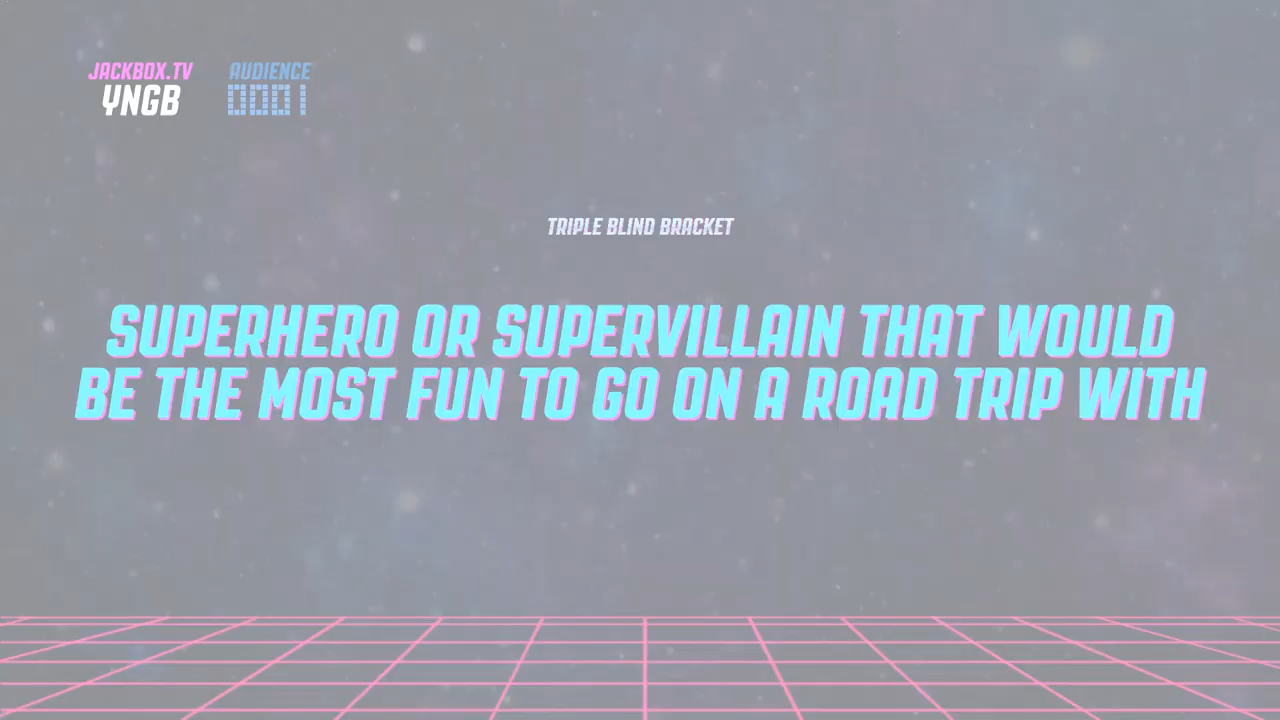 JACKBOX.TV
YNGB
AUDIENCE
0001
TRIPLE BLIND BRACKET
SUPERHERO OR SUPERVILLAIN THAT WOULD
BE THE MOST FUN TO GO ON A ROAD TRIP WITH